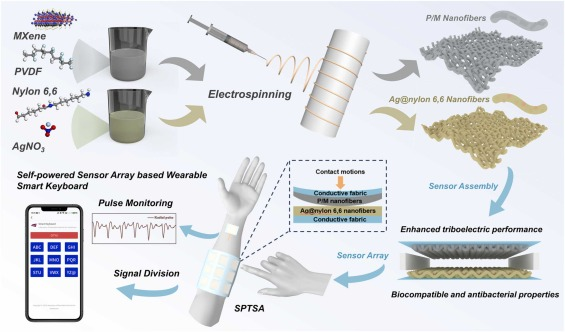 MXene
PVDF
Nylon 6,6
AgNO3
Electrospinning
P/M Nanofibers
Ag@nylon 6,6 Nanofibers
Sensor Assembly
Enhanced triboelectric performance
Biocompatible and antibacterial properties
Sensor Array
Contact motions
Conductive fabric
P/M nanofibers
Ag@nylon 6,6 nanofibers
Conductive fabric
SPTSA
Self-powered Sensor Array based Wearable
Smart Keyboard
Pulse Monitoring
Signal Division
ABC DEF GHI
JKL MNO PQR
STU VWX